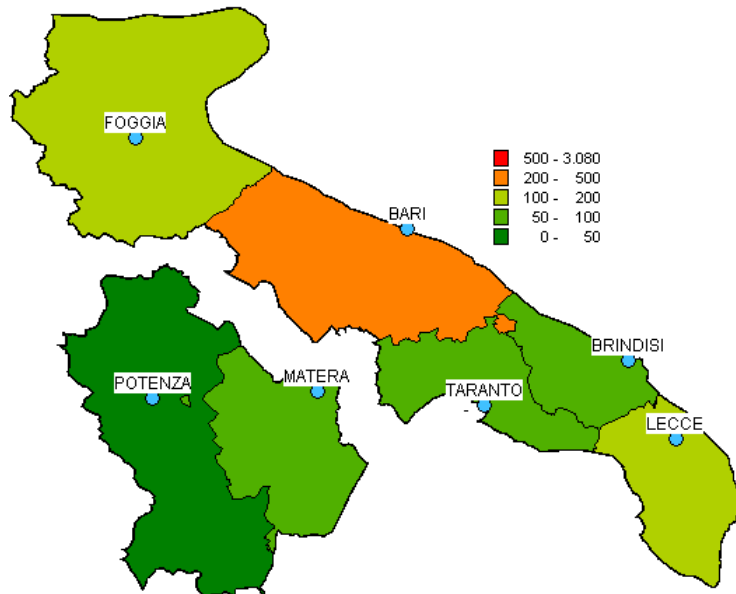 FOGGIA
500 - 3.080
200 - 500
100 - 200
50 - 100
0 - 50
BARI
BRINDISI
POTENZA
MATERA
TARANTO
-
LECCE